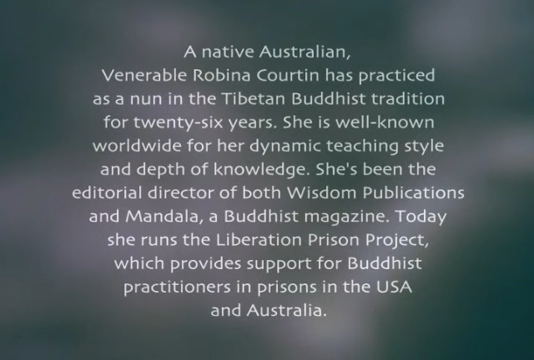 A native Australian,
Venerable Robina Courtin has practiced
as a nun in the Tibetan Buddhist tradition
for twenty-six years. She is well-known
worldwide for her dynamic teaching style
and depth of knowledge. She's been the
editorial director of both Wisdom Publications
and Mandala, a Buddhist magazine. Today
she runs the Liberation Prison Project,
which provides support for Buddhist
practitioners in prisons in the USA
and Australia.